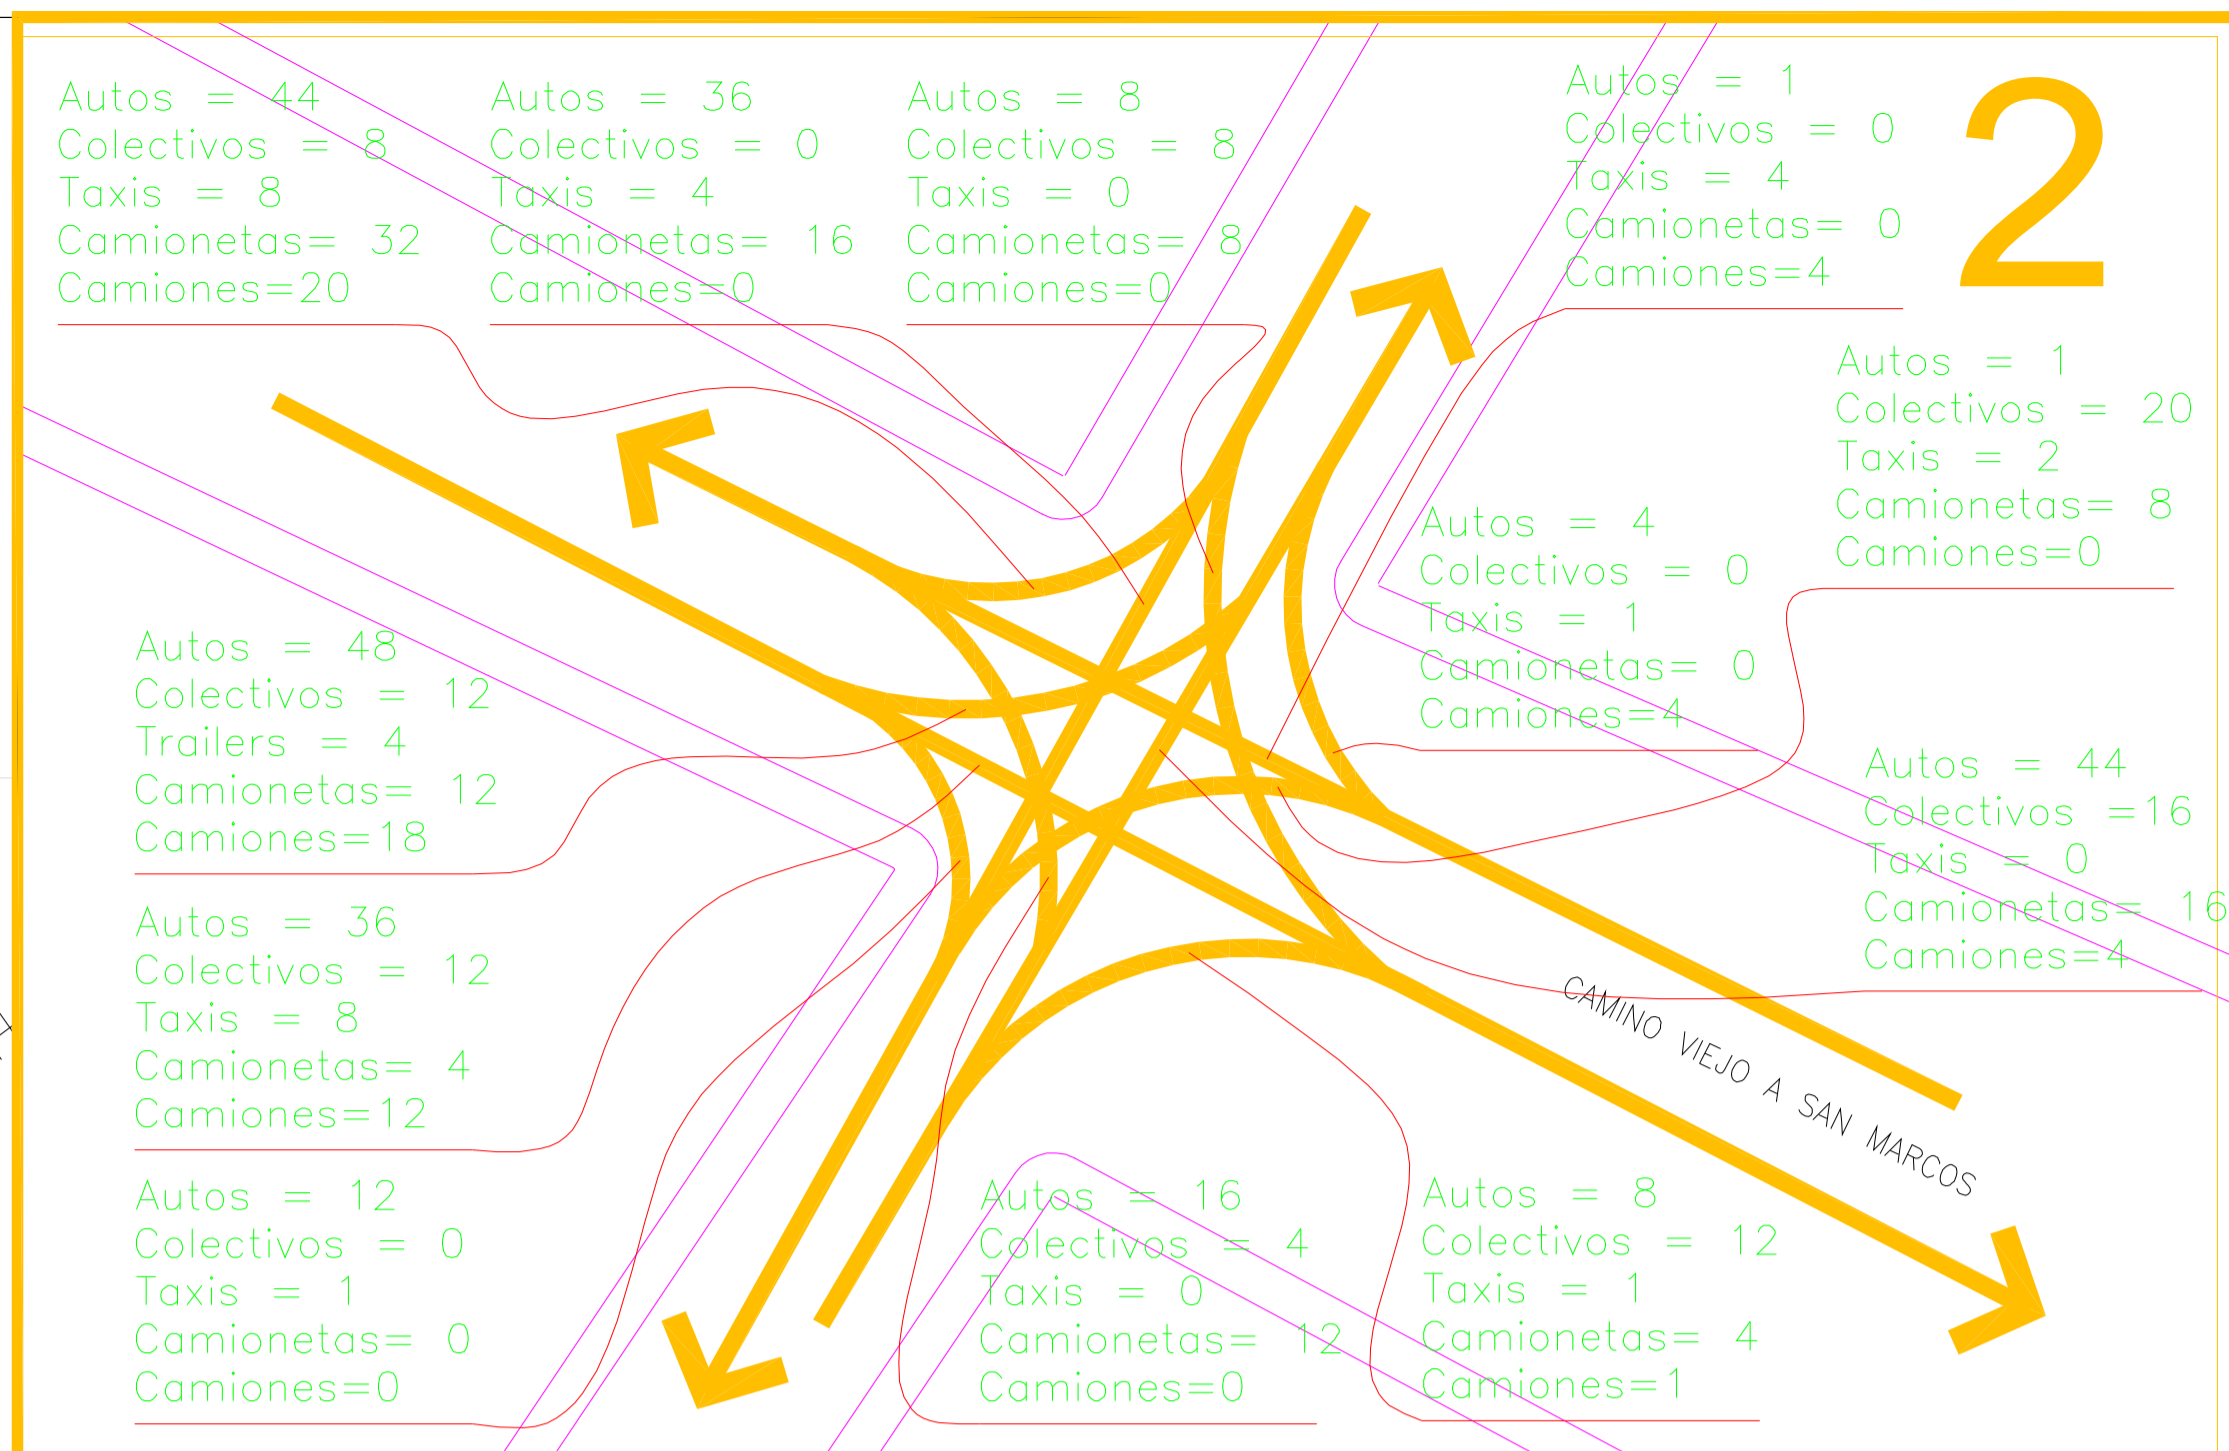 Autos = 44
Colectivos = 8
Taxis = 8
Camionetas= 32
Camiones=20
Autos = 36
Colectivos = 0
Taxis = 4
Camionetas= 16
Camiones=0
Autos = 8
Colectivos = 8
Taxis = 0
Camionetas= 8
Camiones=0
Autos = 1
Colectivos = 0
Taxis = 4
Camionetas= 0
Camiones=4
2
Autos = 1
Colectivos = 20
Taxis = 2
Camionetas= 8
Camiones=0
Autos = 4
Colectivos = 0
Taxis = 1
Camionetas= 0
Camiones=4
Autos = 48
Colectivos = 12
Trailers = 4
Camionetas= 12
Camiones=18
Autos = 44
Colectivos =16
Taxis = 0
Camionetas= 16
Camiones=4
Autos = 36
Colectivos = 12
Taxis = 8
Camionetas= 4
Camiones=12
CAMINO VIEJO A SAN MARCOS
Autos = 12
Colectivos = 0
Taxis = 1
Camionetas= 0
Camiones=0
Autos = 16
Colectivos = 4
Taxis = 0
Camionetas= 12
Camiones=0
Autos = 8
Colectivos = 12
Taxis = 1
Camionetas= 4
Camiones=1